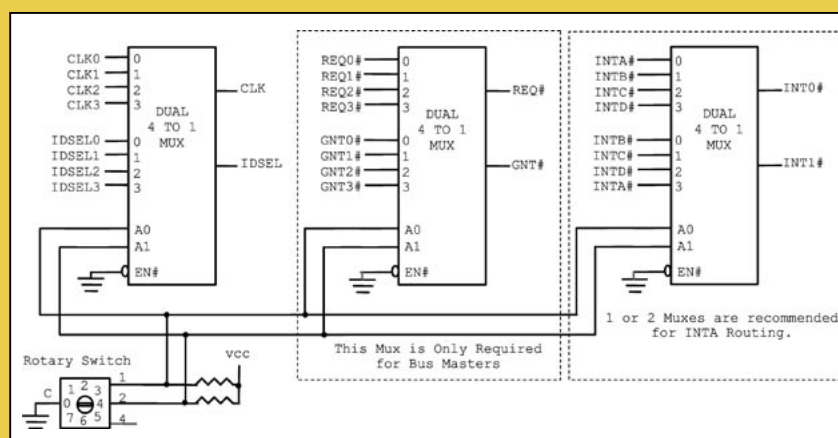 CLK0
CLK1
CLK2
CLK3
0
1
2
3
DUAL
4 TO 1
MUX
CLK
IDSEL0
IDSEL1
IDSEL2
IDSEL3
0
1
2
3
IDSEL
A0
A1
EN#
REQ0#
REQ1#
REQ2#
REQ3#
0
1
2
3
DUAL
4 TO 1
MUX
REQ#
GNT0#
GNT1#
GNT2#
GNT3#
0
1
2
3
GNT#
A0
A1
EN#
This Mux is Only Required
for Bus Masters
INTA#
INTB#
INTC#
INTD#
0
1
2
3
DUAL
4 TO 1
MUX
INT0#
INTB#
INTC#
INTD#
INTA#
0
1
2
3
INT1#
A0
A1
EN#
1 or 2 Muxes are recommended
for INTA Routing.
Rotary Switch
C
1 2 3
0 4
7 6 5
1
2
4
vcc